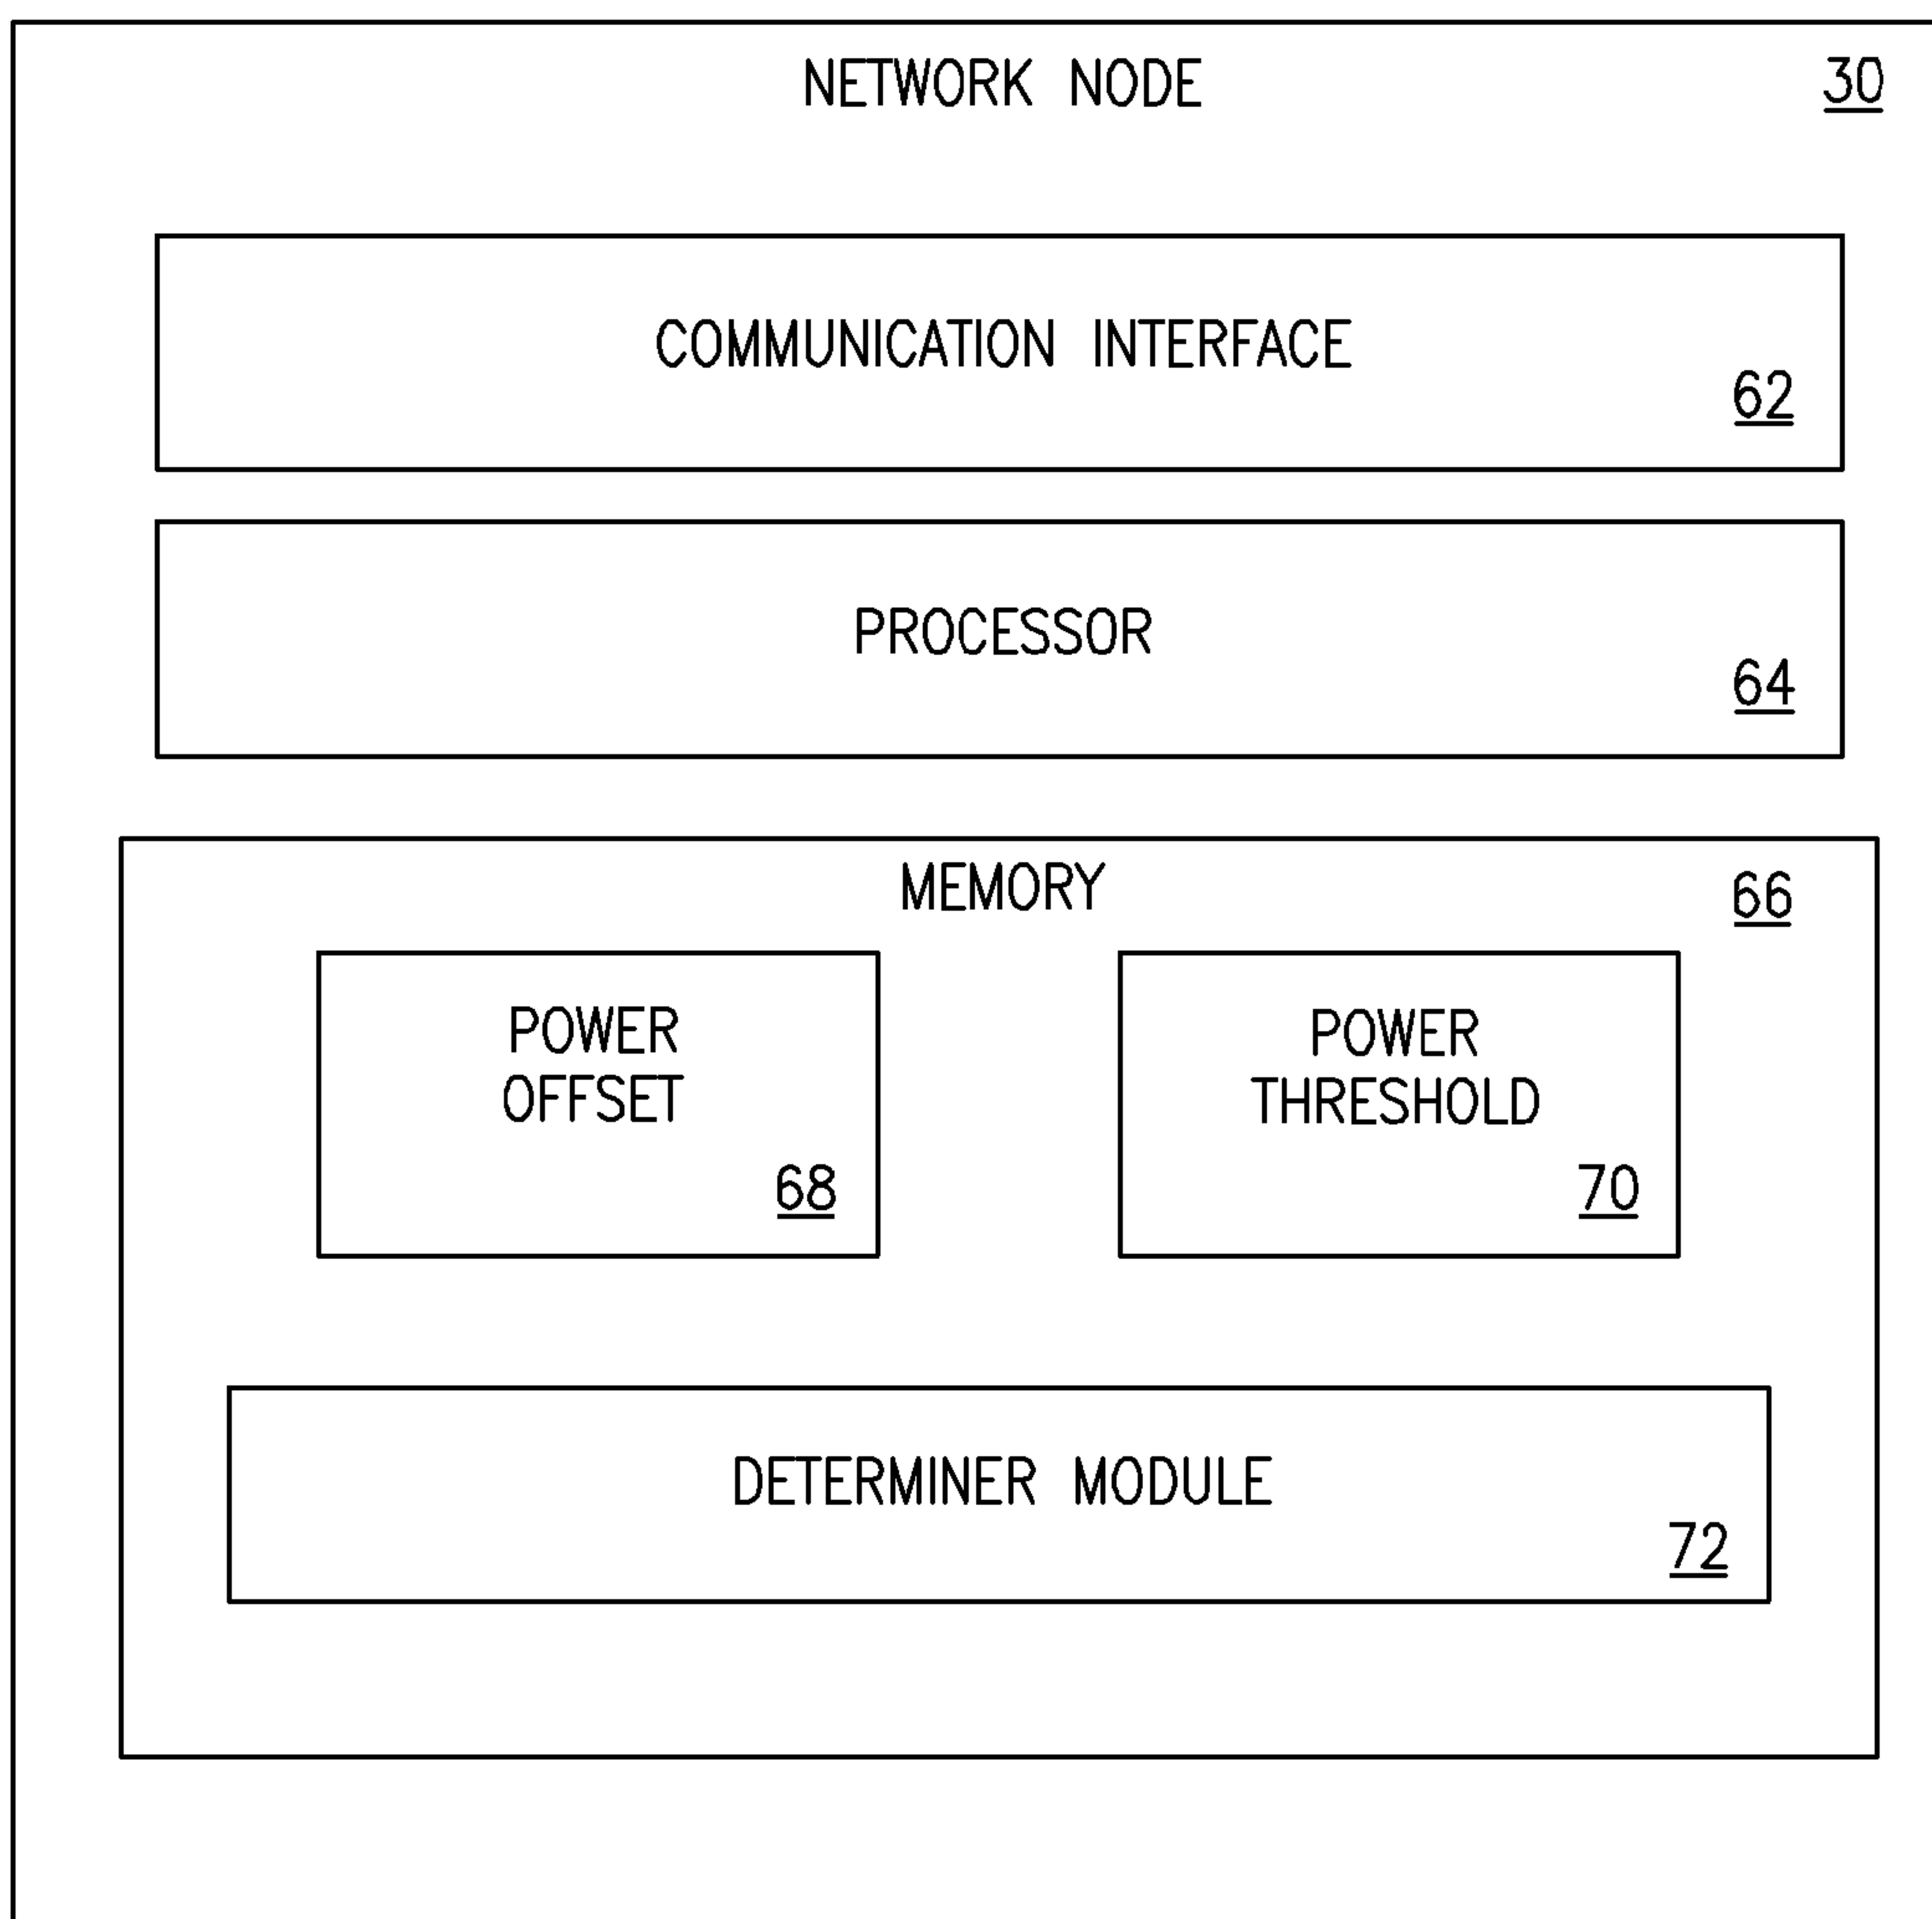 NETWORK NODE 30
COMMUNICATION INTERFACE
62
PROCESSOR
64
MEMORY 66
POWER
OFFSET
68
POWER
THRESHOLD
70
DETERMINER MODULE
72